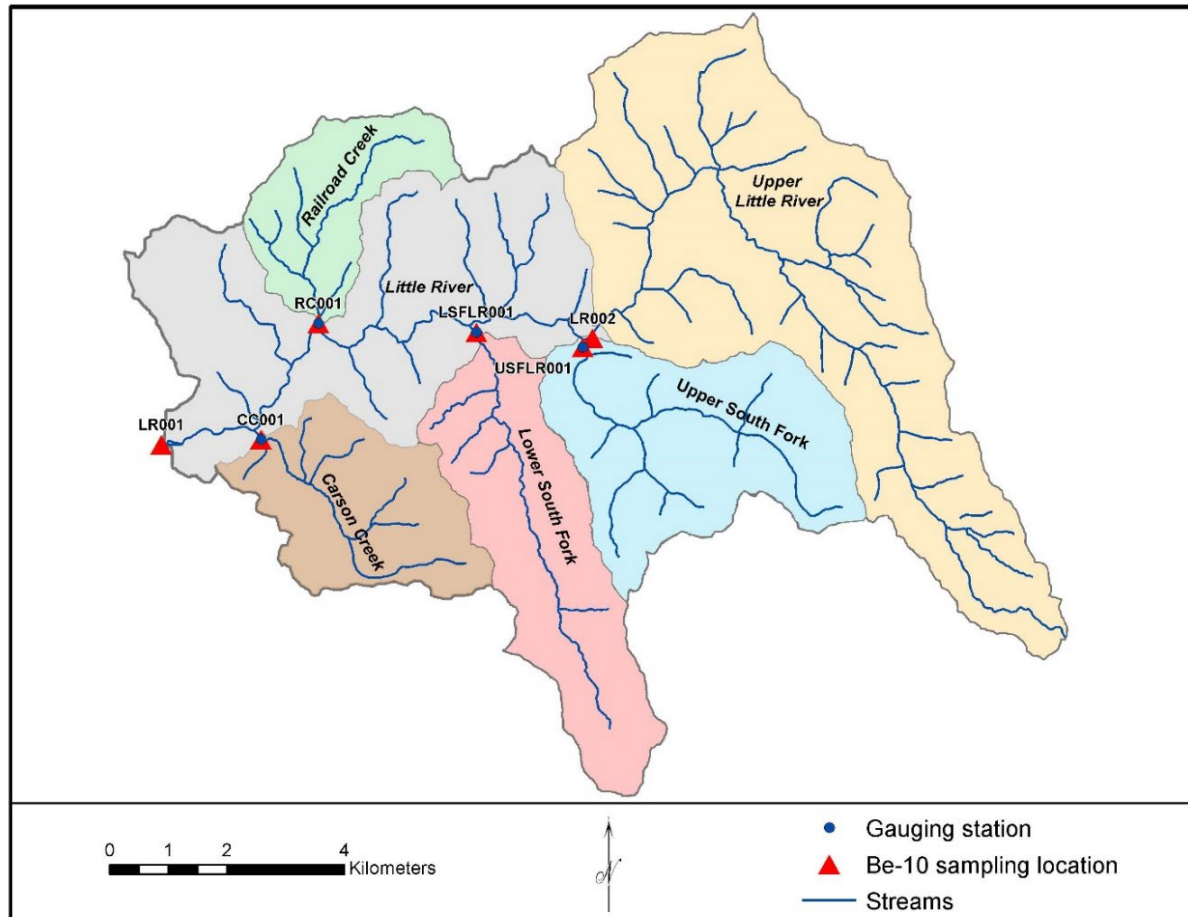 Railroad Creek
Upper
Little River
RC001
Little River
LSFLR001
LR002
USFLR001
Upper South Fork
LR001
CC001
Carson Creek
Lower South Fork
0 1 2 4
Kilometers
N
Gauging station
Be-10 sampling location
Streams